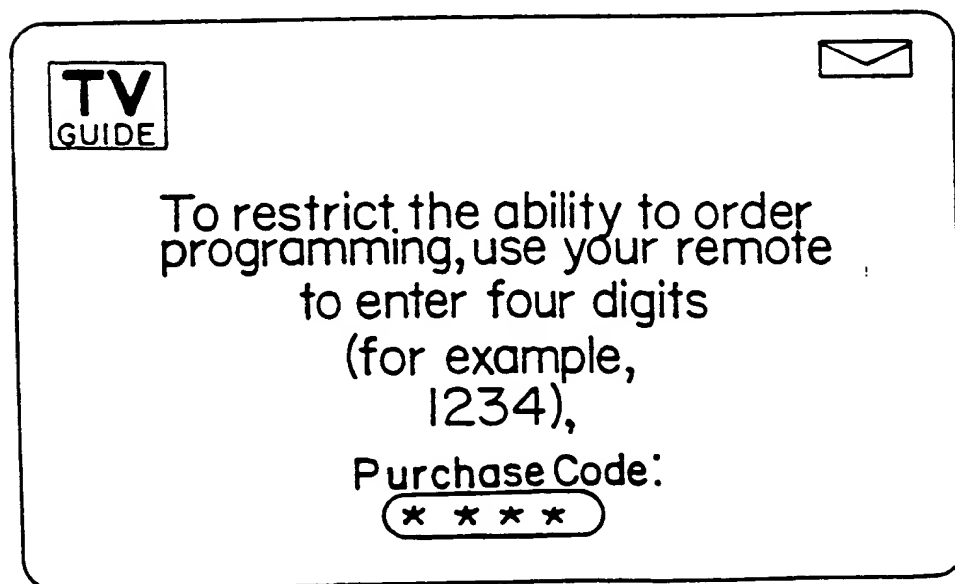 TV
GUIDE
To restrict the ability to order
programming, use your remote
to enter four digits
(for example,
1234),
Purchase Code:
* * * *